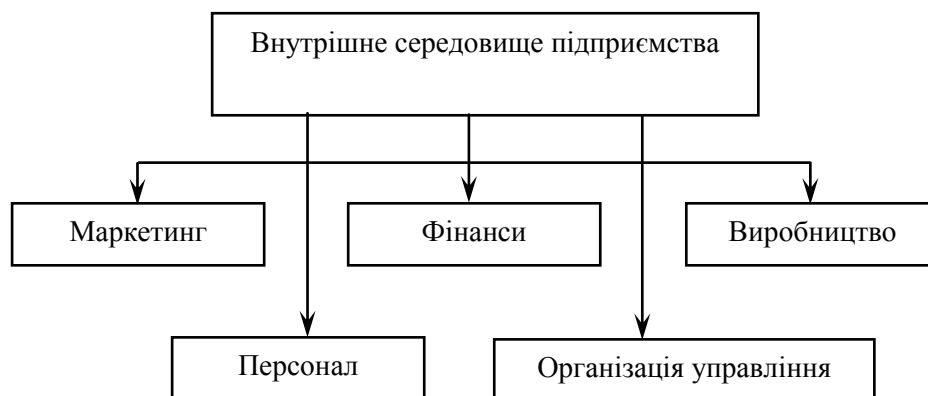 Внутрішне середовище підприємства
Маркетинг
Фінанси
Виробництво
Персонал
Організація управління